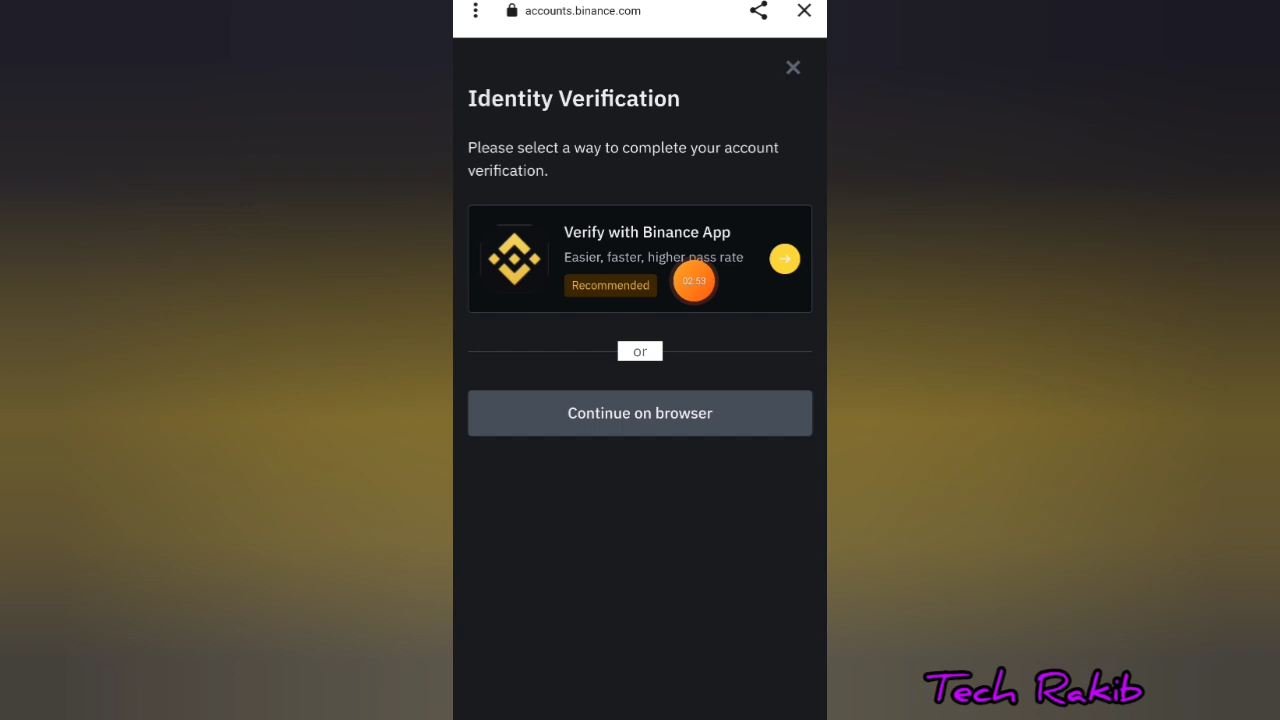 accounts.binance.com
Identity Verification
Please select a way to complete your account
verification.
Verify with Binance App
Easier, faster, higher pass rate
Recommended
02:53
or
Continue on browser
Tech Rakib